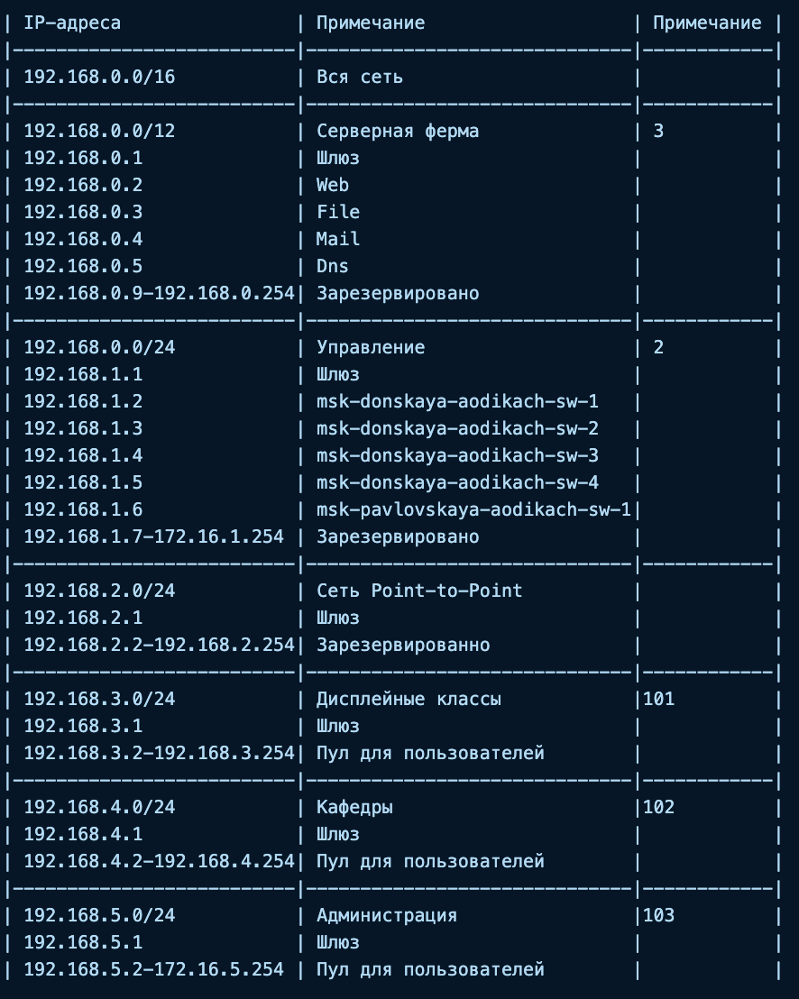 | IP-адреса | Примечание | Примечание |
|--------------------------|------------------------------|------------|
| 192.168.0.0/16 | Вся сеть | |
|--------------------------|------------------------------|------------|
| 192.168.0.0/12 | Серверная ферма | 3 |
| 192.168.0.1 | Шлюз | |
| 192.168.0.2 | Web | |
| 192.168.0.3 | File | |
| 192.168.0.4 | Mail | |
| 192.168.0.5 | Dns | |
| 192.168.0.9-192.168.0.254| Зарезервировано | |
|--------------------------|------------------------------|------------|
| 192.168.0.0/24 | Управление | 2 |
| 192.168.1.1 | Шлюз | |
| 192.168.1.2 | msk-donskaya-aodikach-sw-1 | |
| 192.168.1.3 | msk-donskaya-aodikach-sw-2 | |
| 192.168.1.4 | msk-donskaya-aodikach-sw-3 | |
| 192.168.1.5 | msk-donskaya-aodikach-sw-4 | |
| 192.168.1.6 | msk-pavlovskaya-aodikach-sw-1| |
| 192.168.1.7-172.16.1.254 | Зарезервировано | |
|--------------------------|------------------------------|------------|
| 192.168.2.0/24 | Сеть Point-to-Point | |
| 192.168.2.1 | Шлюз | |
| 192.168.2.2-192.168.2.254| Зарезервированно | |
|--------------------------|------------------------------|------------|
| 192.168.3.0/24 | Дисплейные классы |101 |
| 192.168.3.1 | Шлюз | |
| 192.168.3.2-192.168.3.254| Пул для пользователей | |
|--------------------------|------------------------------|------------|
| 192.168.4.0/24 | Кафедры |102 |
| 192.168.4.1 | Шлюз | |
| 192.168.4.2-192.168.4.254| Пул для пользователей | |
|--------------------------|------------------------------|------------|
| 192.168.5.0/24 | Администрация |103 |
| 192.168.5.1 | Шлюз | |
| 192.168.5.2-172.16.5.254 | Пул для пользователей | |